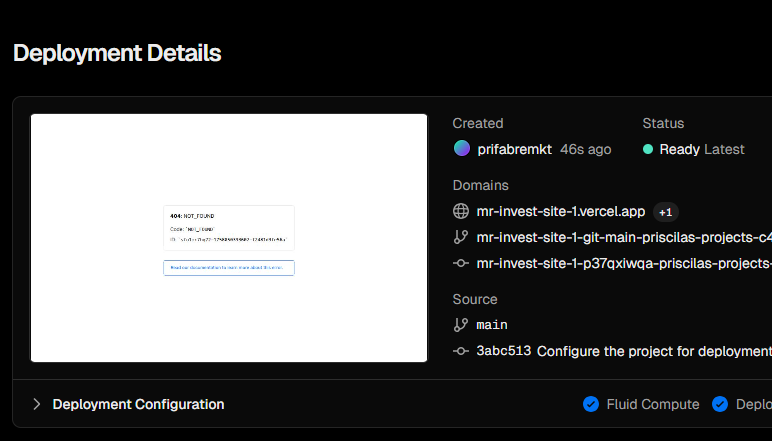 Deployment Details
Created
prifabremkt 46s ago
Status
Ready Latest
Domains
mr-invest-site-1.vercel.app +1
mr-invest-site-1-git-main-priscilas-projects-c4
mr-invest-site-1-p37qxiwqa-priscilas-projects-
Source
main
3abc513 Configure the project for deployment
404: NOT_FOUND
Code: `NOT_FOUND`
ID:
Read our documentation to learn more about this error.
Deployment Configuration
Fluid Compute
Deplo